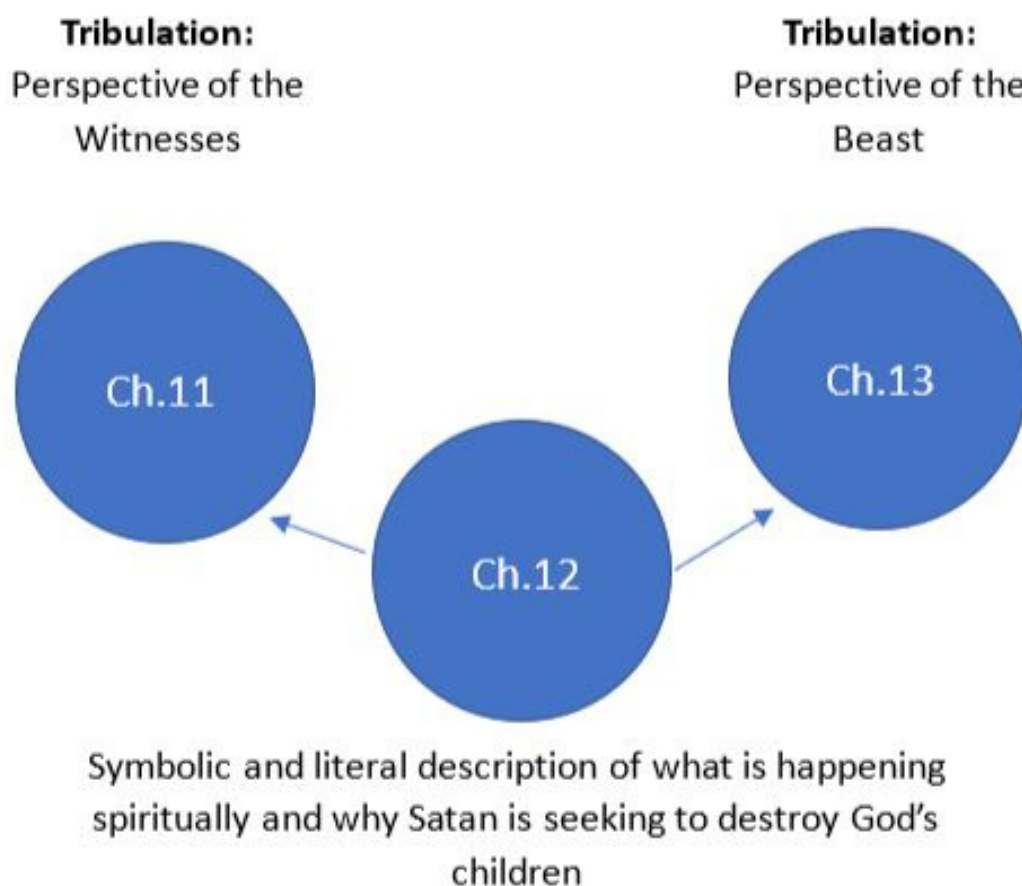 Tribulation:
Perspective of the
Witnesses
Tribulation:
Perspective of the
Beast
Ch.11
Ch.13
Ch.12
Symbolic and literal description of what is happening
spiritually and why Satan is seeking to destroy God's
children